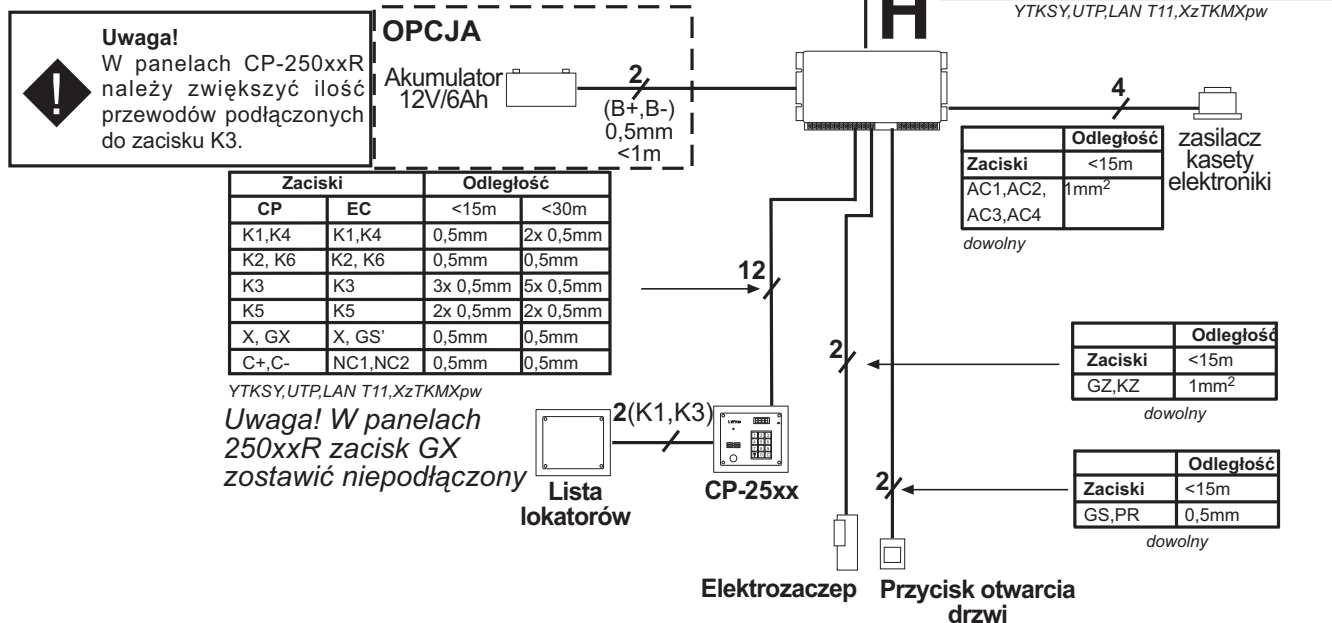 H
YTKSY,UTP,LAN T11,XzTKMXpw
Uwaga!
W panelach CP-250xxR
należy zwiększyć ilość
przewodów podłączonych
do zacisku K3.
!
OPCJA
Akumulator
12V/6Ah
2
(B+,B-)
0,5mm
<1m
4
zasilacz
kasety
elektroniki
Odległość
Zaciski <15m
AC1,AC2, 1mm²
AC3,AC4
dowolny
Zaciski Odległość
CP EC <15m <30m
K1,K4 K1,K4 0,5mm 2x 0,5mm
K2, K6 K2, K6 0,5mm 0,5mm
K3 K3 3x 0,5mm 5x 0,5mm
K5 K5 2x 0,5mm 2x 0,5mm
X, GX X, GS’ 0,5mm 0,5mm
C+,C- NC1,NC2 0,5mm 0,5mm
YTKSY,UTP,LAN T11,XzTKMXpw
12
Uwaga! W panelach
250xxR zacisk GX
zostawić niepodłączony
2(K1,K3)
Lista
lokatorów
CP-25xx
2
Odległość
Zaciski <15m
GZ,KZ 1mm²
dowolny
2
Odległość
Zaciski <15m
GS,PR 0,5mm
dowolny
Elektrozaczep
Przycisk otwarcia
drzwi